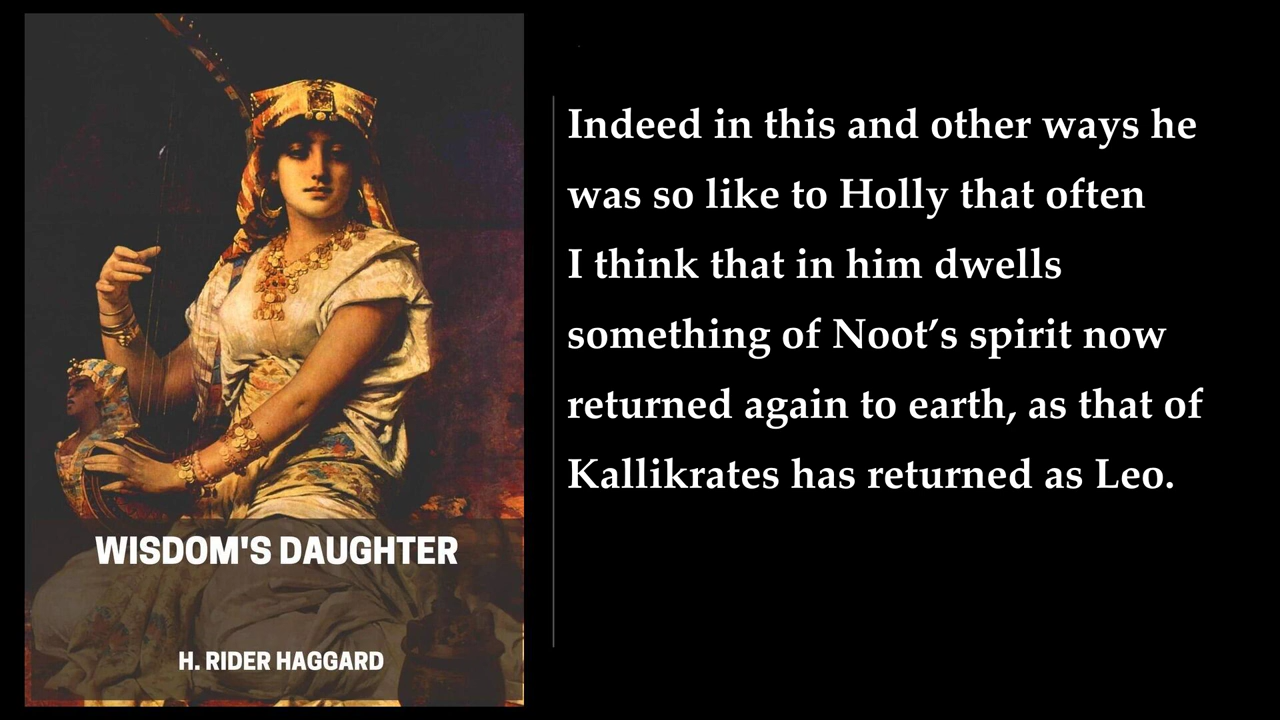 WISDOM'S DAUGHTER
H. RIDER HAGGARD
Indeed in this and other ways he
was so like to Holly that often
I think that in him dwells
something of Noot’s spirit now
returned again to earth, as that of
Kallikrates has returned as Leo.